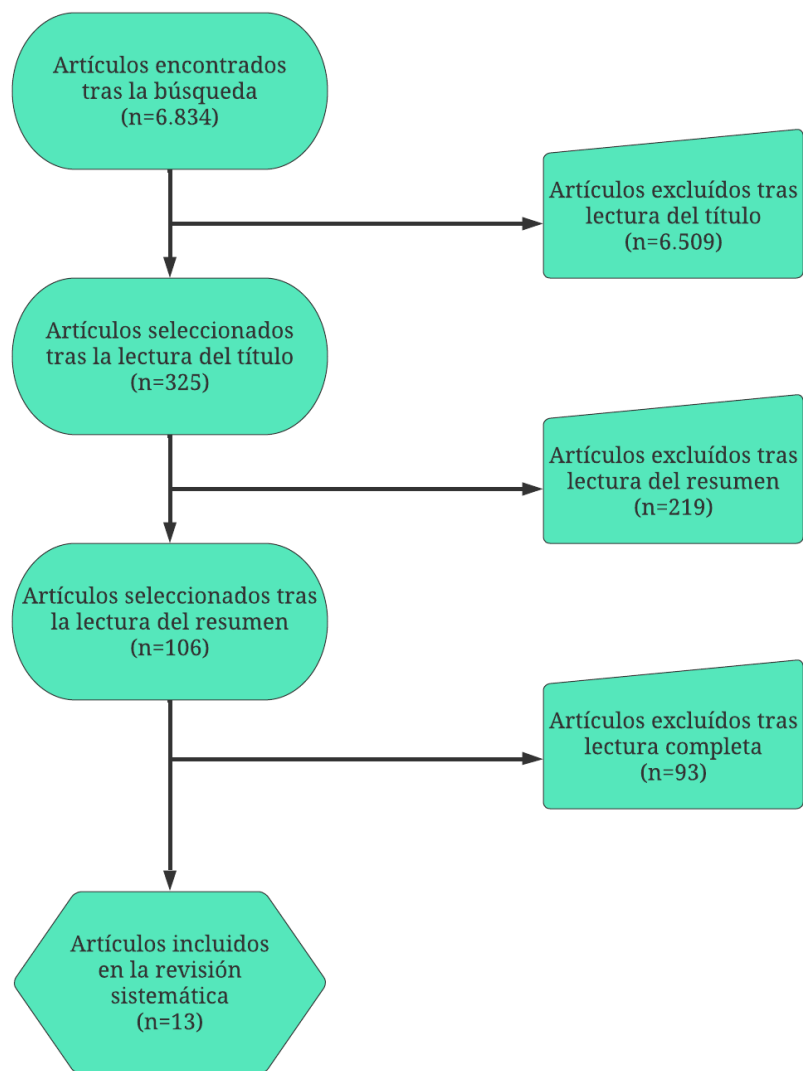 Artículos encontrados
tras la búsqueda
(n=6.834)
Artículos excluídos tras
lectura del título
(n=6.509)
Artículos seleccionados
tras la lectura del título
(n=325)
Artículos excluídos tras
lectura del resumen
(n=219)
Artículos seleccionados tras
la lectura del resumen
(n=106)
Artículos excluídos tras
lectura completa
(n=93)
Artículos incluidos
en la revisión
sistemática
(n=13)